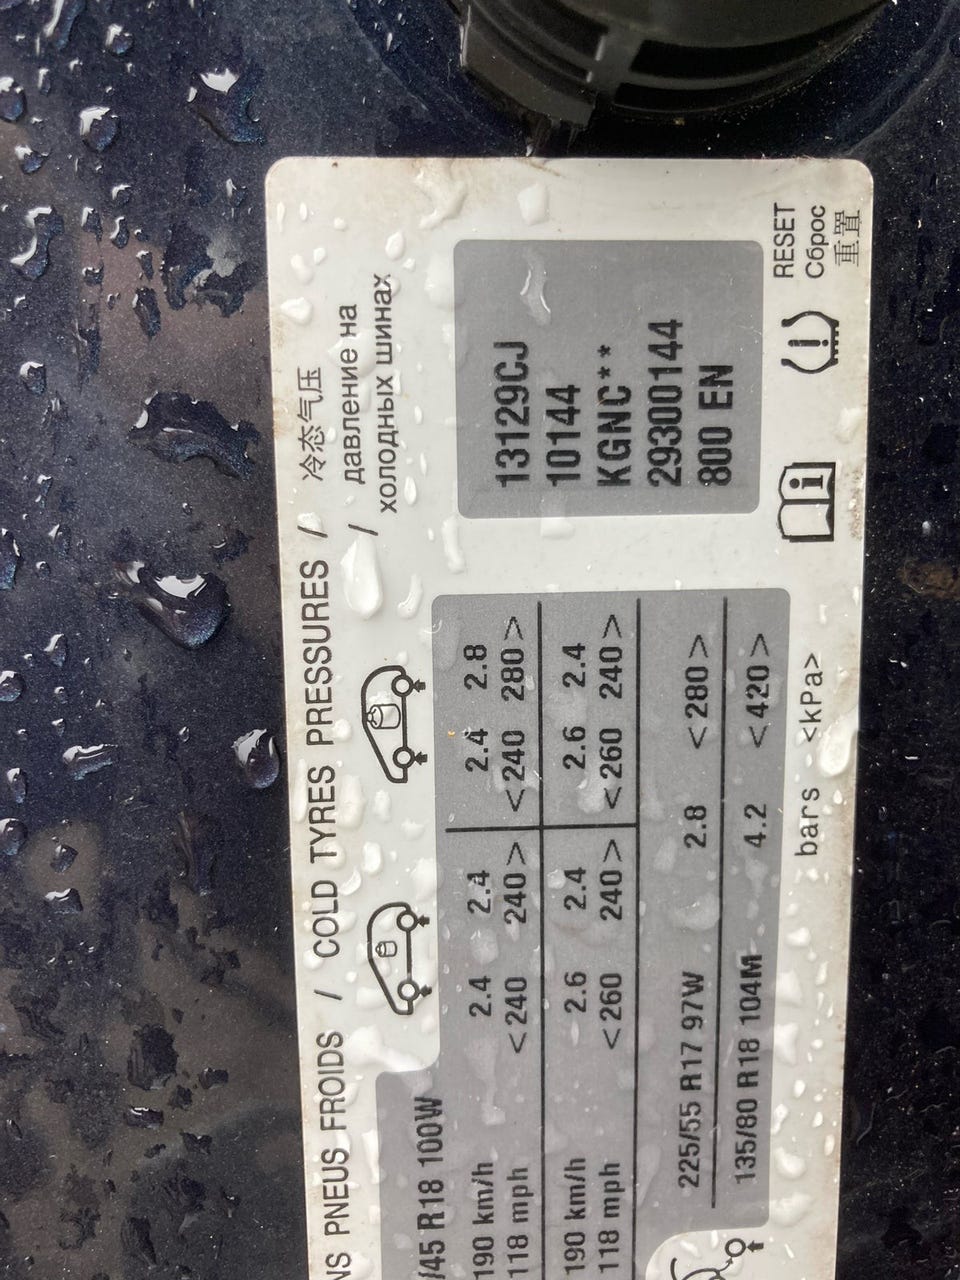 NS PNEUS FROIDS / COLD TYRES PRESSURES / 冷态气压
/ давление на
холодных шинах
/45 R18 100W
190 km/h 2.4 2.4 2.4 2.8
118 mph <240 240> <240 280>
190 km/h 2.6 2.4 2.6 2.4
118 mph <260 240> <260 240>
225/55 R17 97W 2.8 <280>
135/80 R18 104M 4.2 <420>
bars <kPa>
13129CJ
10144
KGNC**
29300144
800 EN
RESET
Сброс
重置